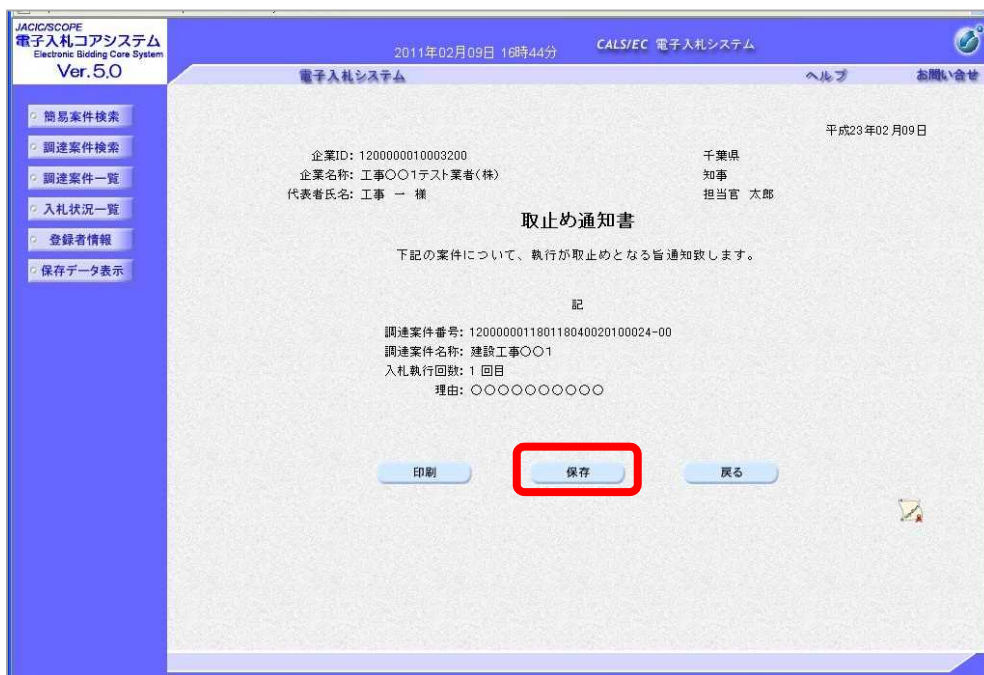 JACIC/SCOPE
電子入札コアシステム
Electronic Bidding Core System
Ver.5.0
2011年02月09日 16時44分
CALS/EC 電子入札システム
電子入札システム
ヘルプ
お問い合せ
簡易案件検索
調達案件検索
調達案件一覧
入札状況一覧
登録者情報
保存データ表示
平成23年02月09日
企業ID: 1200000010003200
千葉県
企業名称: 工事〇〇1テスト業者(株)
知事
代表者氏名: 工事 一 様
担当官 太郎
取止め通知書
下記の案件について、執行が取止めとなる旨通知致します。
記
調達案件番号: 120000001180118040020100024-00
調達案件名称: 建設工事〇〇1
入札執行回数: 1 回目
理由: 〇〇〇〇〇〇〇〇〇〇
印刷
保存
戻る